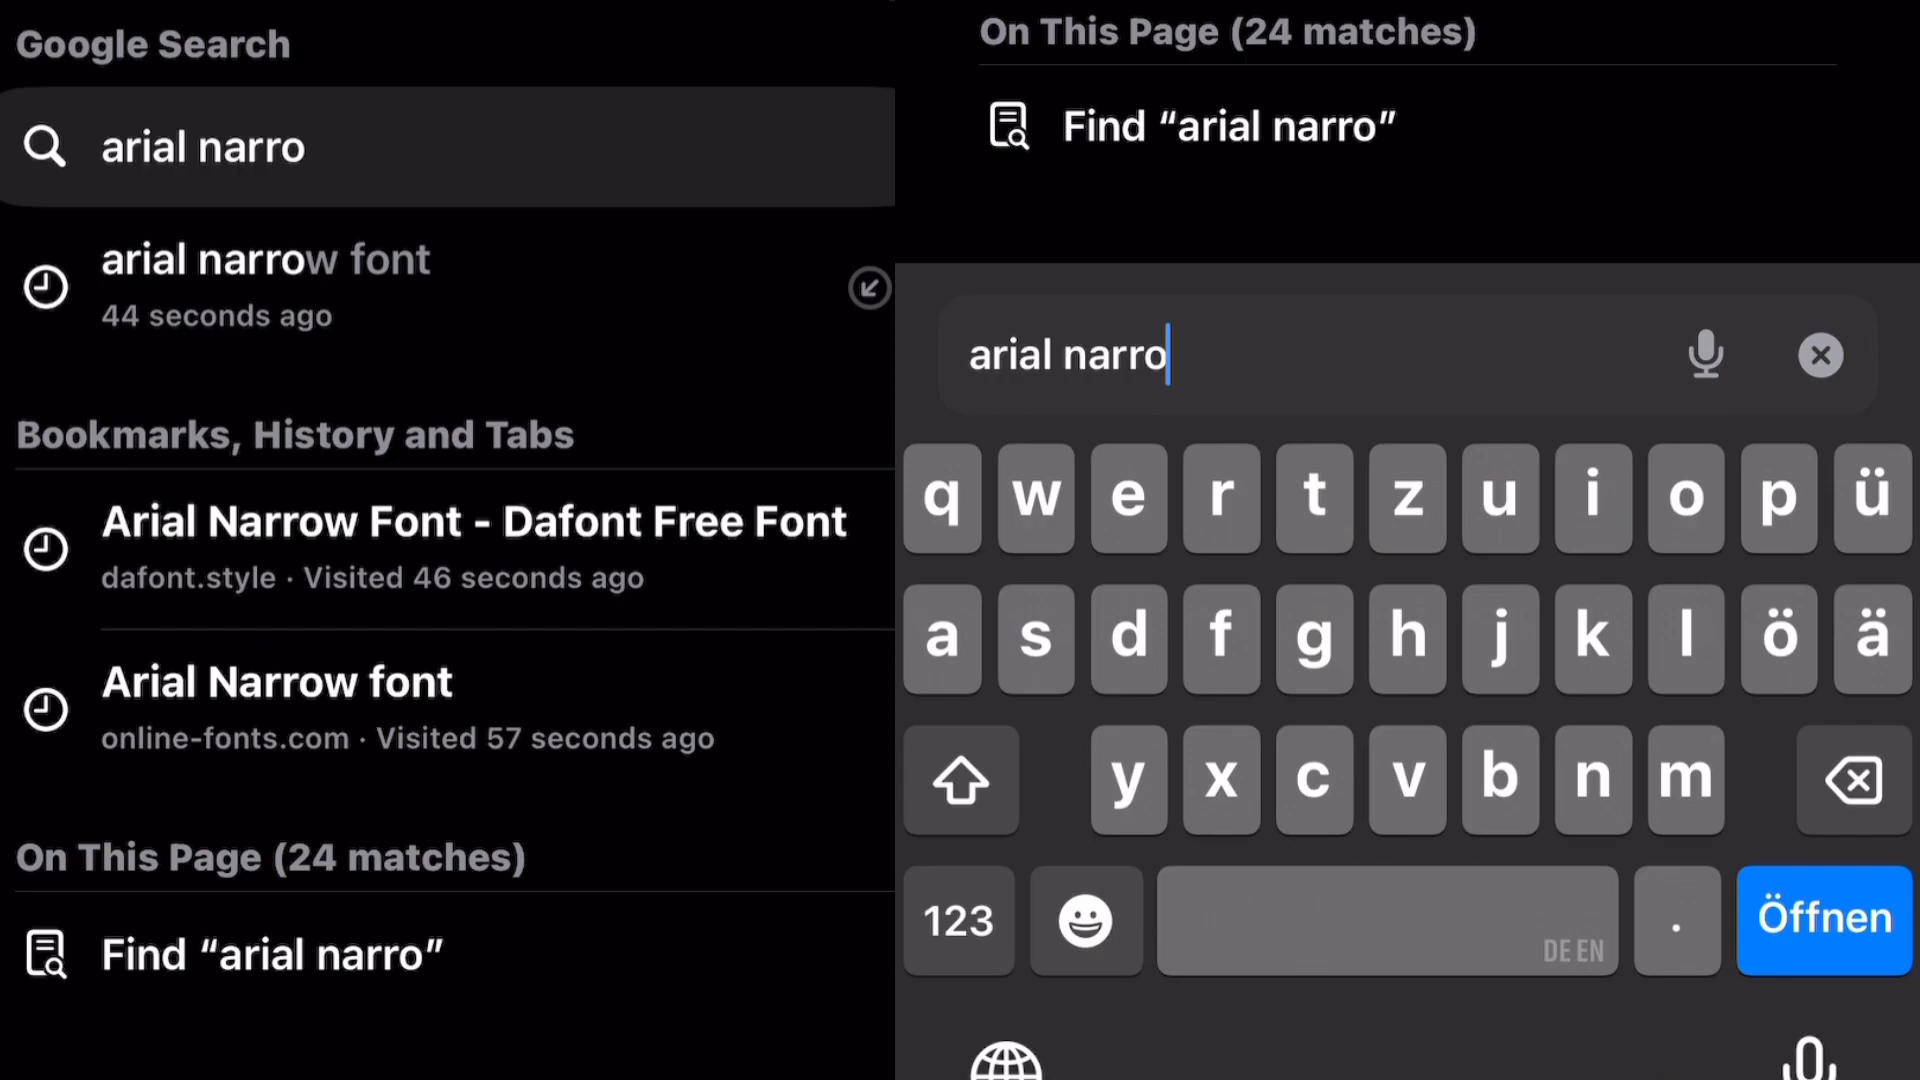 Google Search
arial narro
arial narrow font
44 seconds ago
Bookmarks, History and Tabs
Arial Narrow Font - Dafont Free Font
dafont.style · Visited 46 seconds ago
Arial Narrow font
online-fonts.com · Visited 57 seconds ago
On This Page (24 matches)
Find “arial narro”
On This Page (24 matches)
Find “arial narro”
arial narro
q w e r t z u i o p ü
a s d f g h j k l ö ä
y x c v b n m
123 DE EN . Öffnen